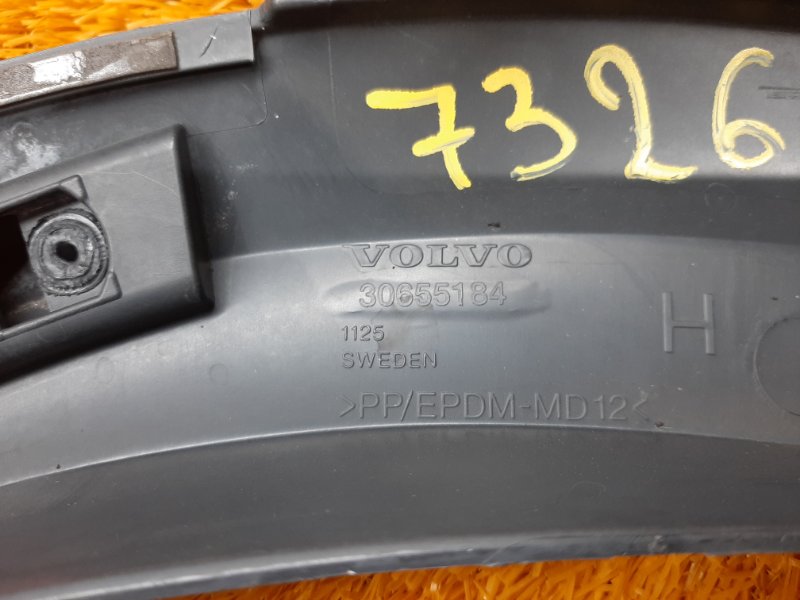 7326
VOLVO
30655184
1125
SWEDEN
H
>PP/EPDM-MD12<